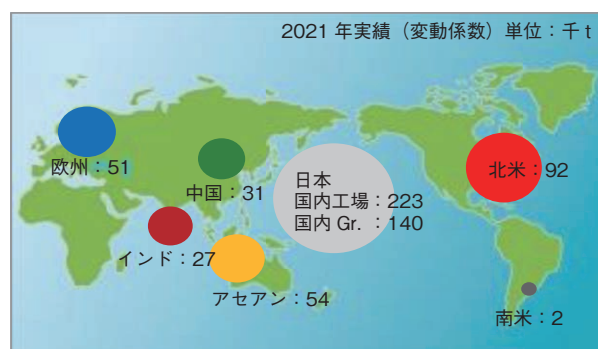 2021 年実績（変動係数）単位：千 t
欧州：51
中国：31
日本
国内工場：223
国内 Gr. ：140
北米：92
インド：27
アセアン：54
南米：2